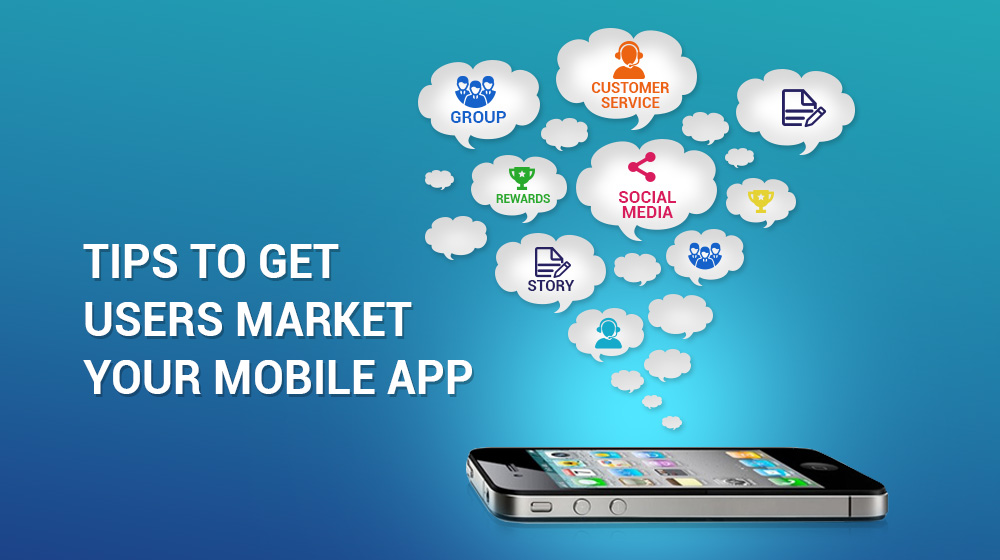 TIPS TO GET
USERS MARKET
YOUR MOBILE APP
GROUP
CUSTOMER
SERVICE
REWARDS
SOCIAL
MEDIA
STORY